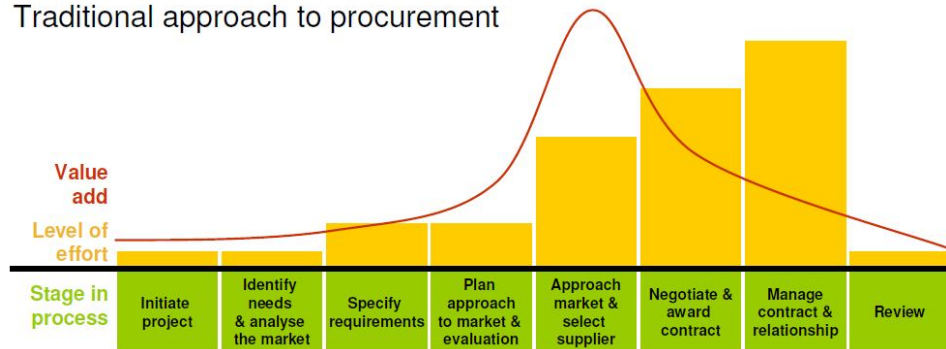 Traditional approach to procurement
Value
add
Level of
effort
Stage in
process
Initiate
project
Identify
needs
& analyse
the market
Specify
requirements
Plan
approach
to market &
evaluation
Approach
market &
select
supplier
Negotiate &
award
contract
Manage
contract &
relationship
Review